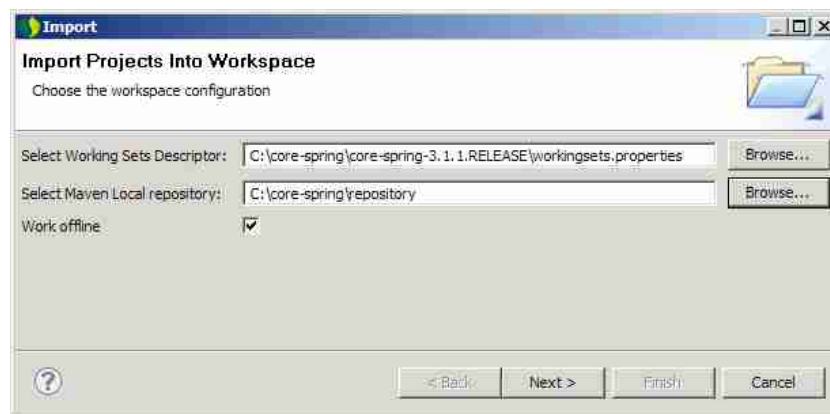 Import
Import Projects Into Workspace
Choose the workspace configuration
Select Working Sets Descriptor: C:\core-spring\core-spring-3.1.1.RELEASE\workingsets.properties Browse...
Select Maven Local repository: C:\core-spring\repository Browse...
Work offline
< Back Next > Finish Cancel